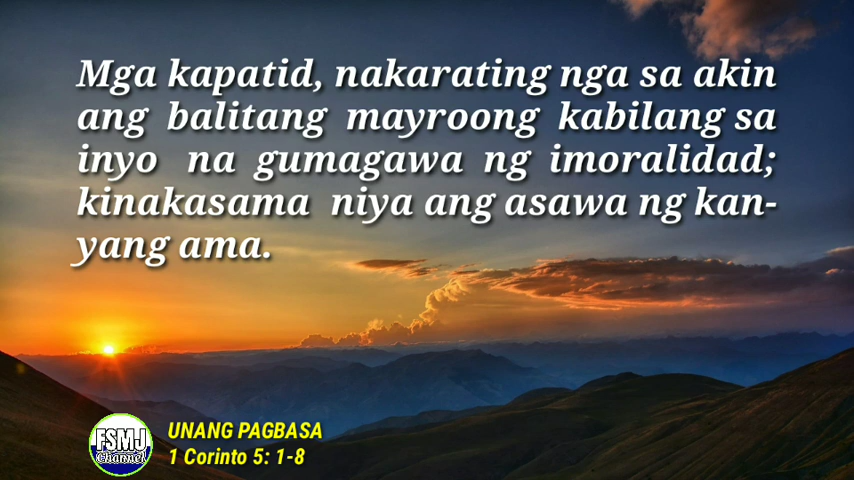 Mga kapatid, nakarating nga sa akin
ang balitang mayroong kabilang sa
inyo na gumagawa ng imoralidad;
kinakasama niya ang asawa ng kan-
yang ama.
FSMJ
Channel
UNANG PAGBASA
1 Corinto 5: 1-8